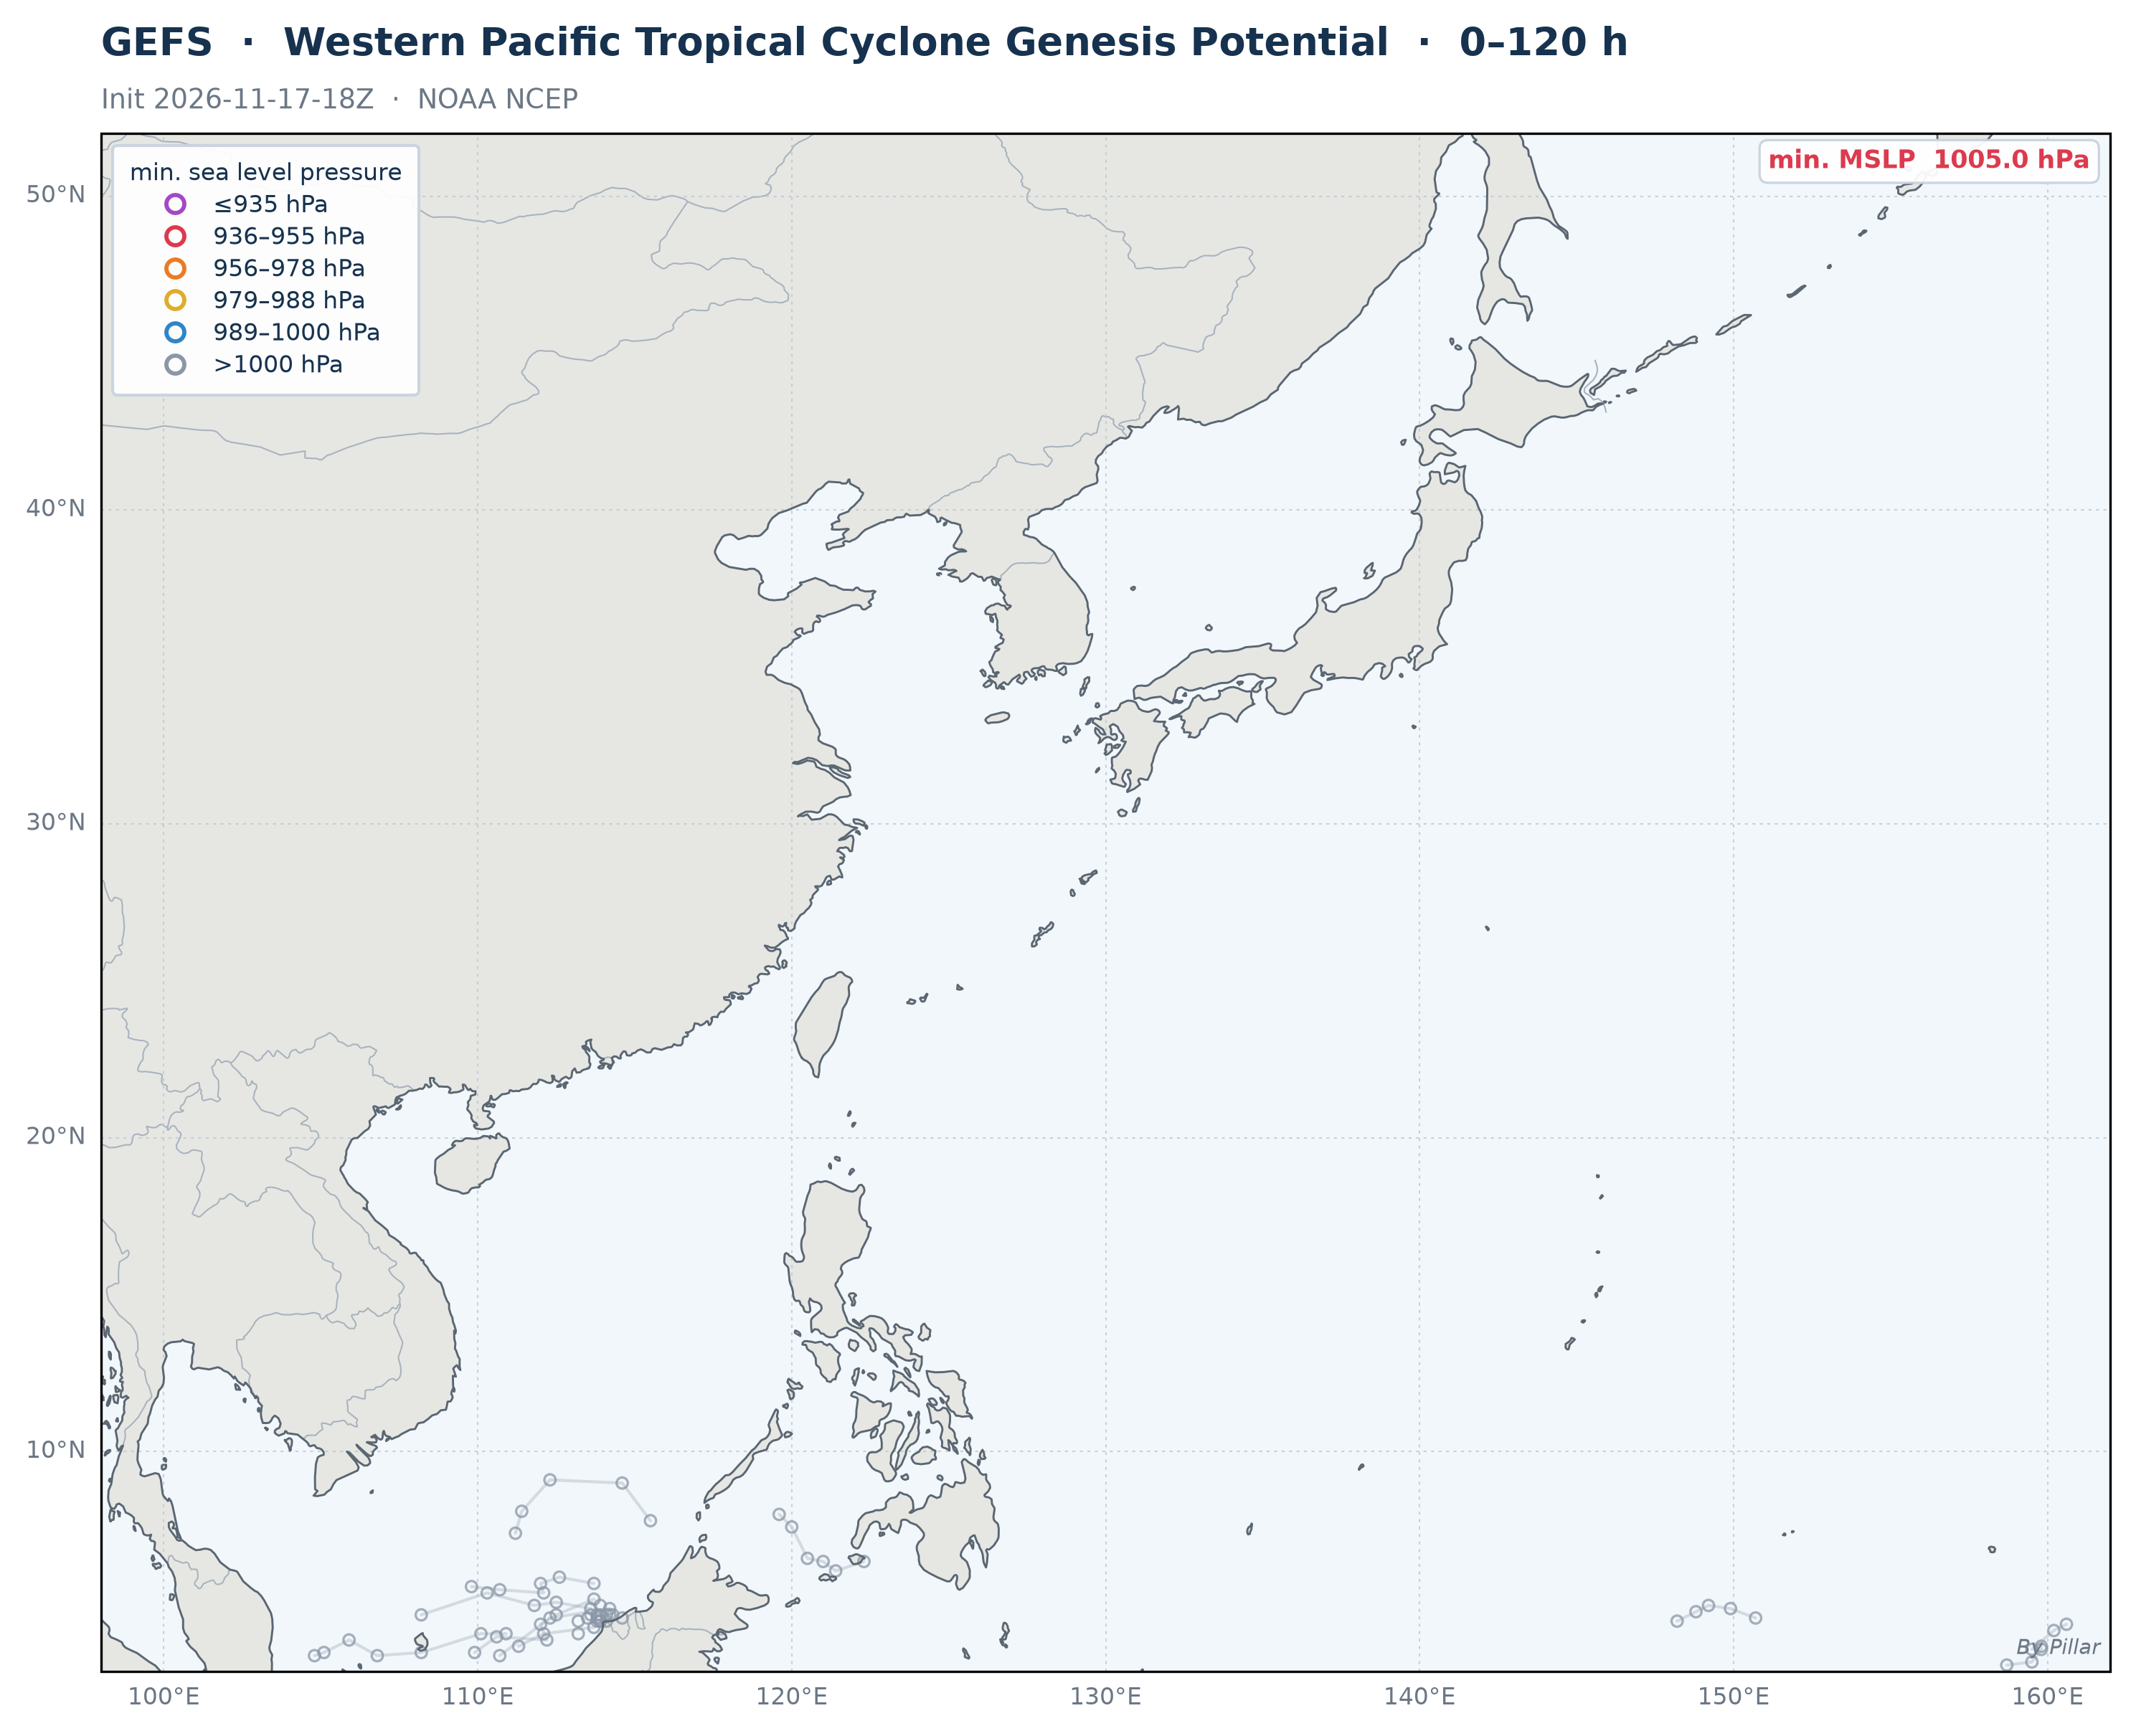 GEFS · Western Pacific Tropical Cyclone Genesis Potential · 0–120 h
Init 2026-11-17-18Z · NOAA NCEP
min. sea level pressure
≤935 hPa
936–955 hPa
956–978 hPa
979–988 hPa
989–1000 hPa
>1000 hPa
min. MSLP 1005.0 hPa
50°N
40°N
30°N
20°N
10°N
By Pillar
100°E 110°E 120°E 130°E 140°E 150°E 160°E